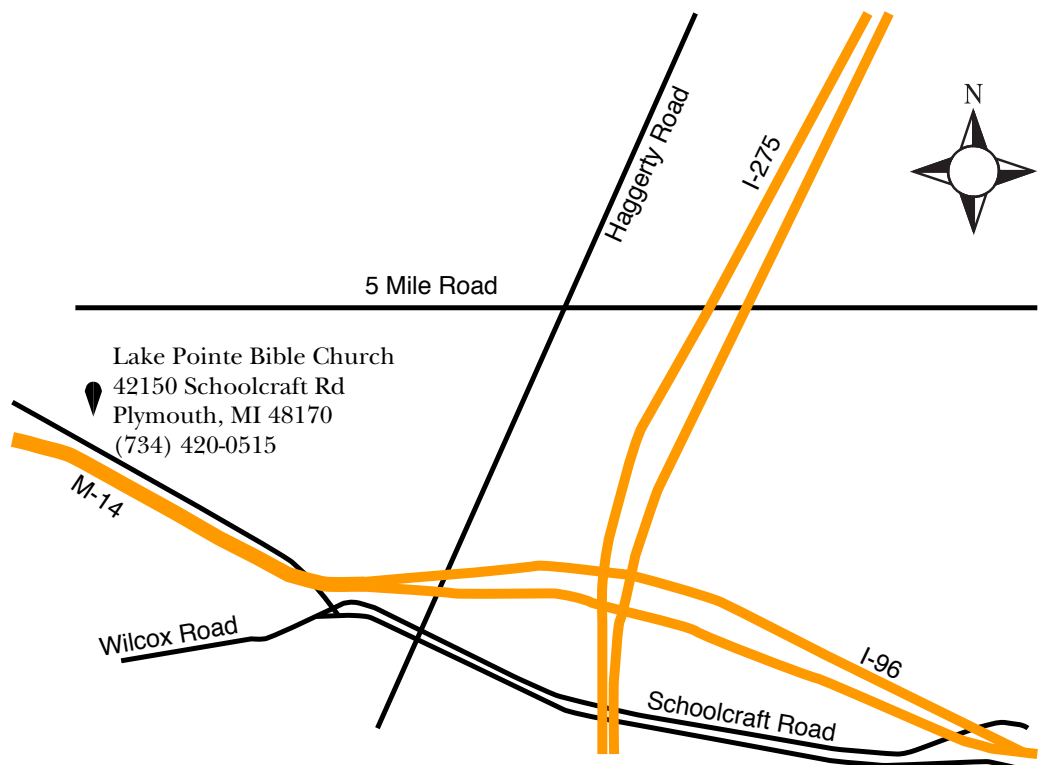 N
Haggerty Road
I-275
5 Mile Road
Lake Pointe Bible Church
42150 Schoolcraft Rd
Plymouth, MI 48170
(734) 420-0515
M-14
Wilcox Road
I-96
Schoolcraft Road